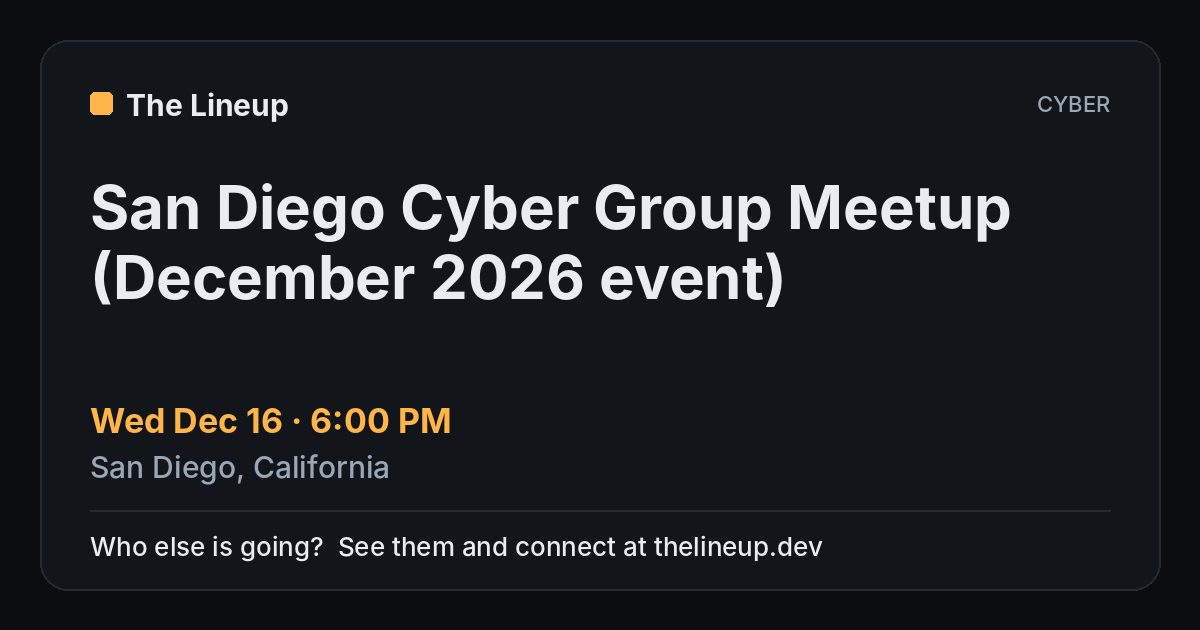 The Lineup
CYBER
San Diego Cyber Group Meetup
(December 2026 event)
Wed Dec 16 · 6:00 PM
San Diego, California
Who else is going?  See them and connect at thelineup.dev